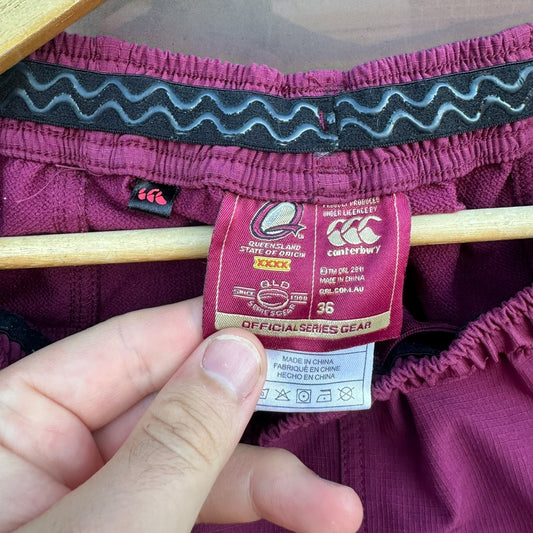 QUEENSLAND
STATE OF ORIGIN
XXXX
QLD
SINCE 1908
SERIES GEAR
PRODUCT PRODUCED
UNDER LICENCE BY
canterbury
TM QRL 2011
MADE IN CHINA
QRL.COM.AU
36
OFFICIAL SERIES GEAR
MADE IN CHINA
FABRIQUÉ EN CHINE
HECHO EN CHINA